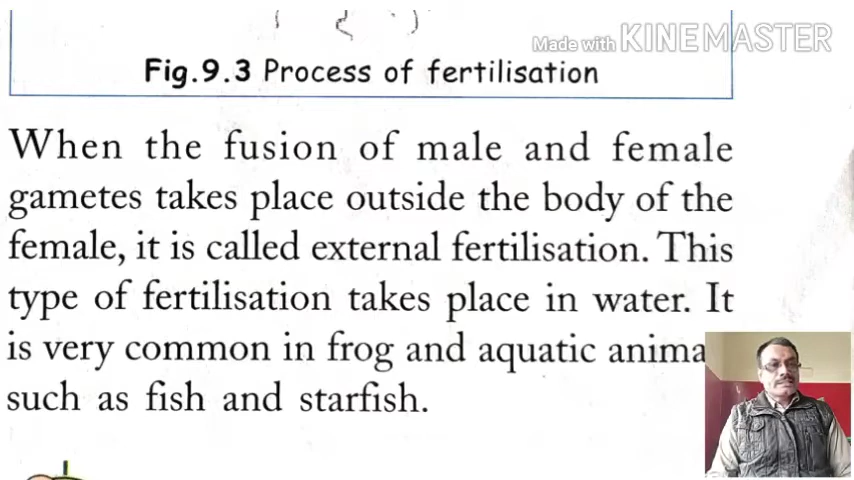 Made with KINEMASTER
Fig.9.3 Process of fertilisation
When the fusion of male and female
gametes takes place outside the body of the
female, it is called external fertilisation. This
type of fertilisation takes place in water. It
is very common in frog and aquatic anima
such as fish and starfish.